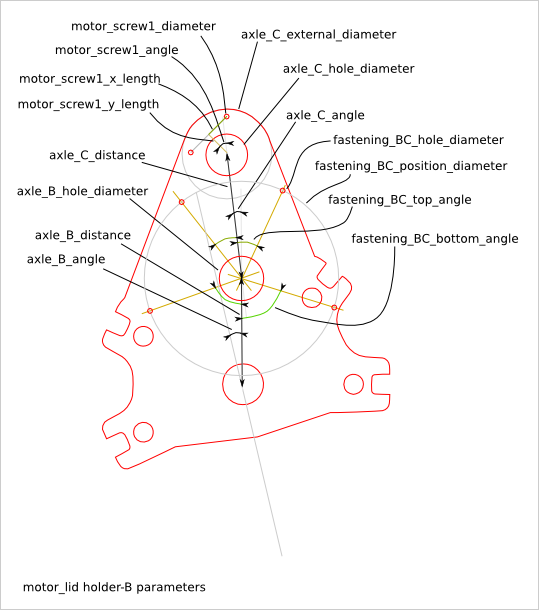 motor_screw1_diameter
axle_C_external_diameter
motor_screw1_angle
axle_C_hole_diameter
motor_screw1_x_length
motor_screw1_y_length
axle_C_angle
fastening_BC_hole_diameter
axle_C_distance
fastening_BC_position_diameter
axle_B_hole_diameter
fastening_BC_top_angle
axle_B_distance
fastening_BC_bottom_angle
axle_B_angle
motor_lid holder-B parameters